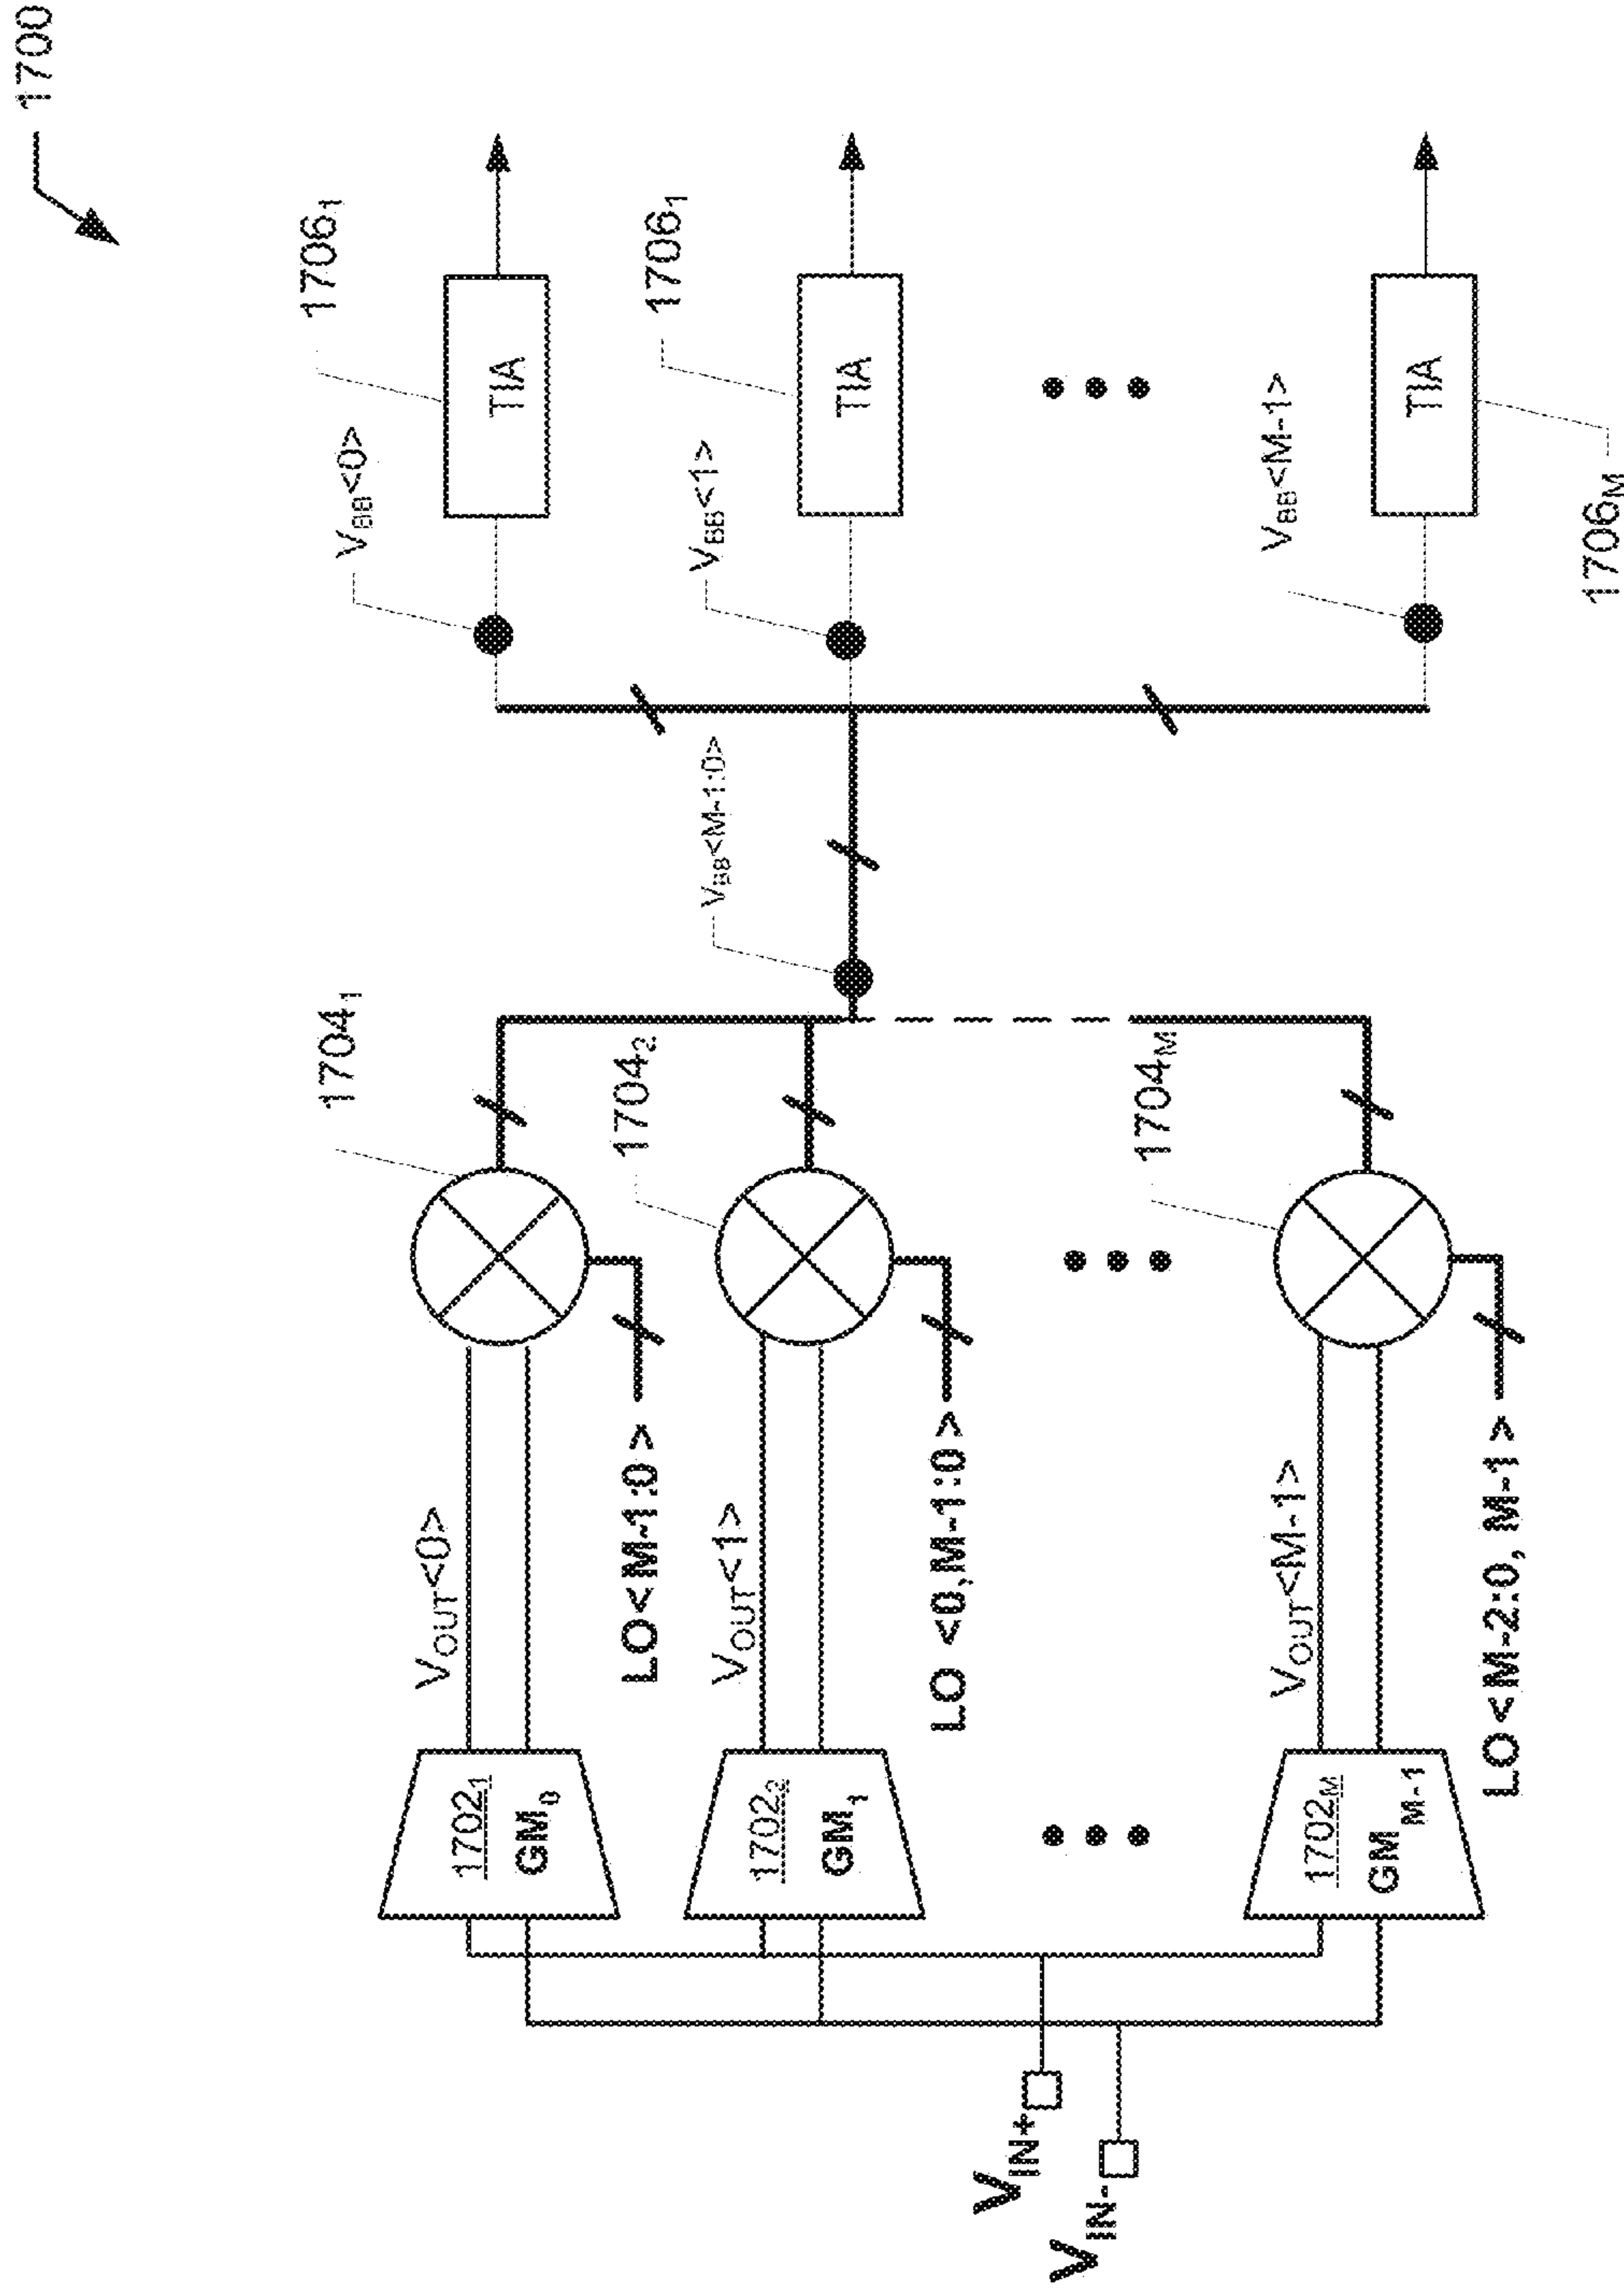 1700
1706₁
V_BB<0>
TIA
1706₁
V_BB<1>
TIA
V_BB<M-1>
TIA
1706_M
V_BB<M-1:0>
1704₁
1704₂
1704_M
V_OUT<0>
LO<M-1:0>
V_OUT<1>
LO <0,M-1:0>
V_OUT<M-1>
LO<M-2:0, M-1>
1702₁
GM₀
1702₂
GM₁
1702_M
GM_M-1
V_IN+
V_IN-